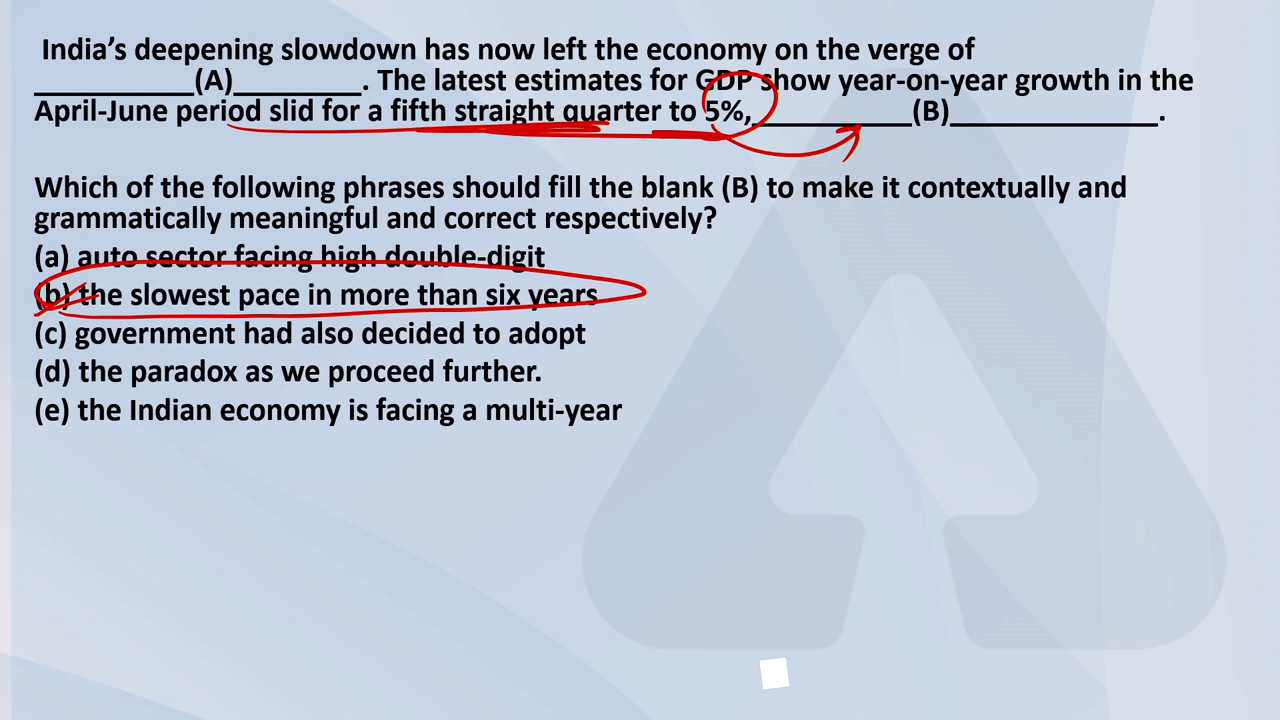 India’s deepening slowdown has now left the economy on the verge of
___________(A)_________. The latest estimates for GDP show year-on-year growth in the
April-June period slid for a fifth straight quarter to 5%,___________(B)______________.
Which of the following phrases should fill the blank (B) to make it contextually and
grammatically meaningful and correct respectively?
(a) auto sector facing high double-digit
(b) the slowest pace in more than six years
(c) government had also decided to adopt
(d) the paradox as we proceed further.
(e) the Indian economy is facing a multi-year